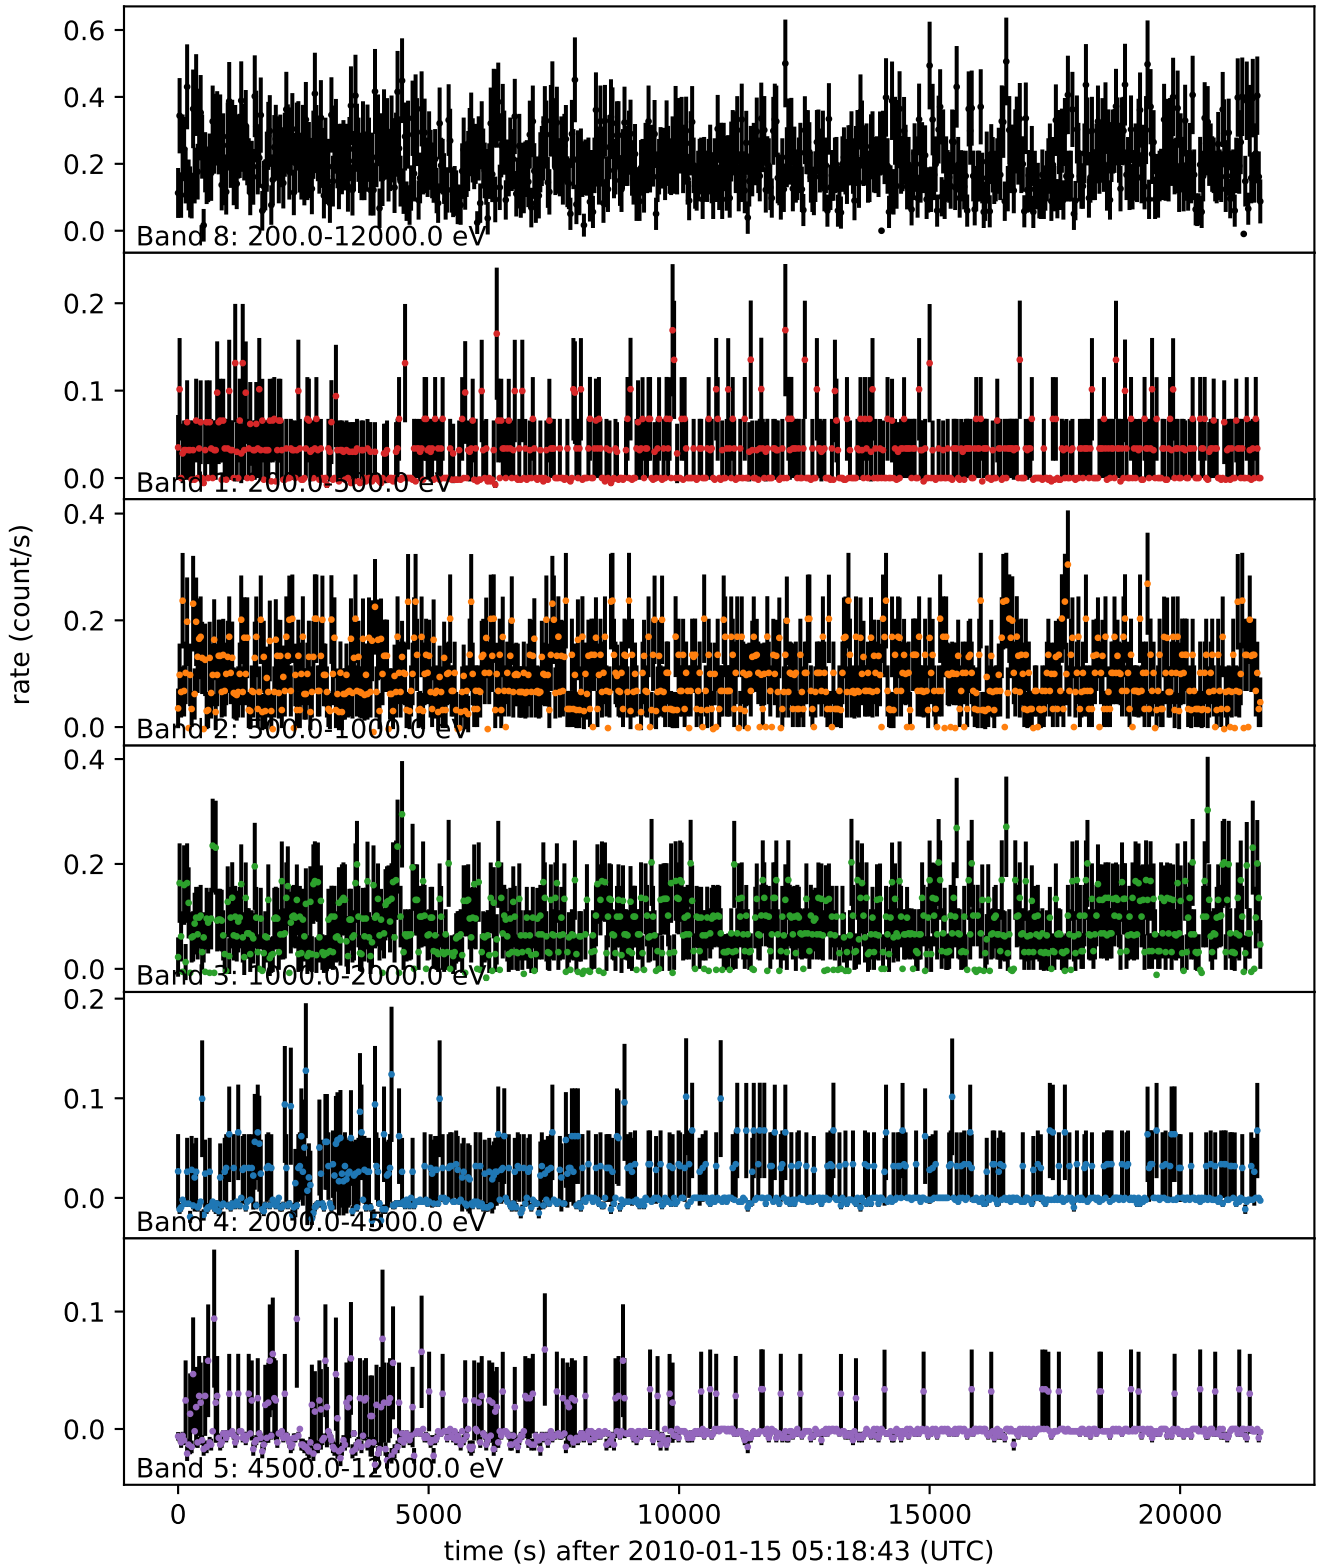 0.6
0.4
0.2
0.0
Band 8: 200.0-12000.0 eV
0.2
0.1
0.0
Band 1: 200.0-500.0 eV
0.4
0.2
0.0
Band 2: 500.0-1000.0 eV
rate (count/s)
0.4
0.2
0.0
Band 3: 1000.0-2000.0 eV
0.2
0.1
0.0
Band 4: 2000.0-4500.0 eV
0.1
0.0
Band 5: 4500.0-12000.0 eV
0 5000 10000 15000 20000
time (s) after 2010-01-15 05:18:43 (UTC)